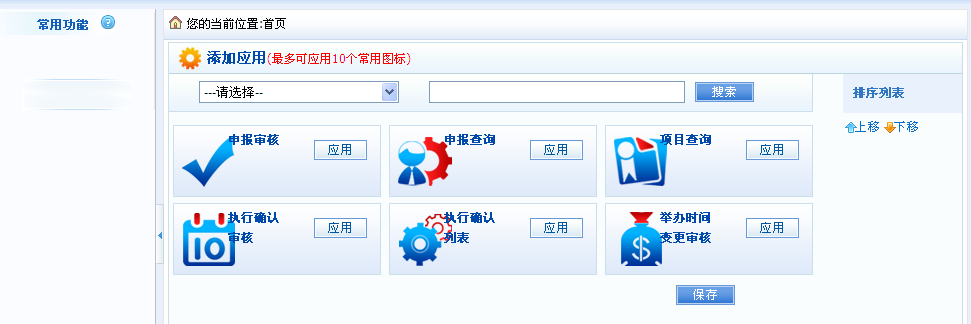 常用功能
您的当前位置:首页
添加应用(最多可应用10个常用图标)
---请选择--
搜索
排序列表
上移 下移
申报审核
应用
申报查询
应用
项目查询
应用
执行确认
审核
应用
10
执行确认
列表
应用
举办时间
变更审核
应用
$
保存